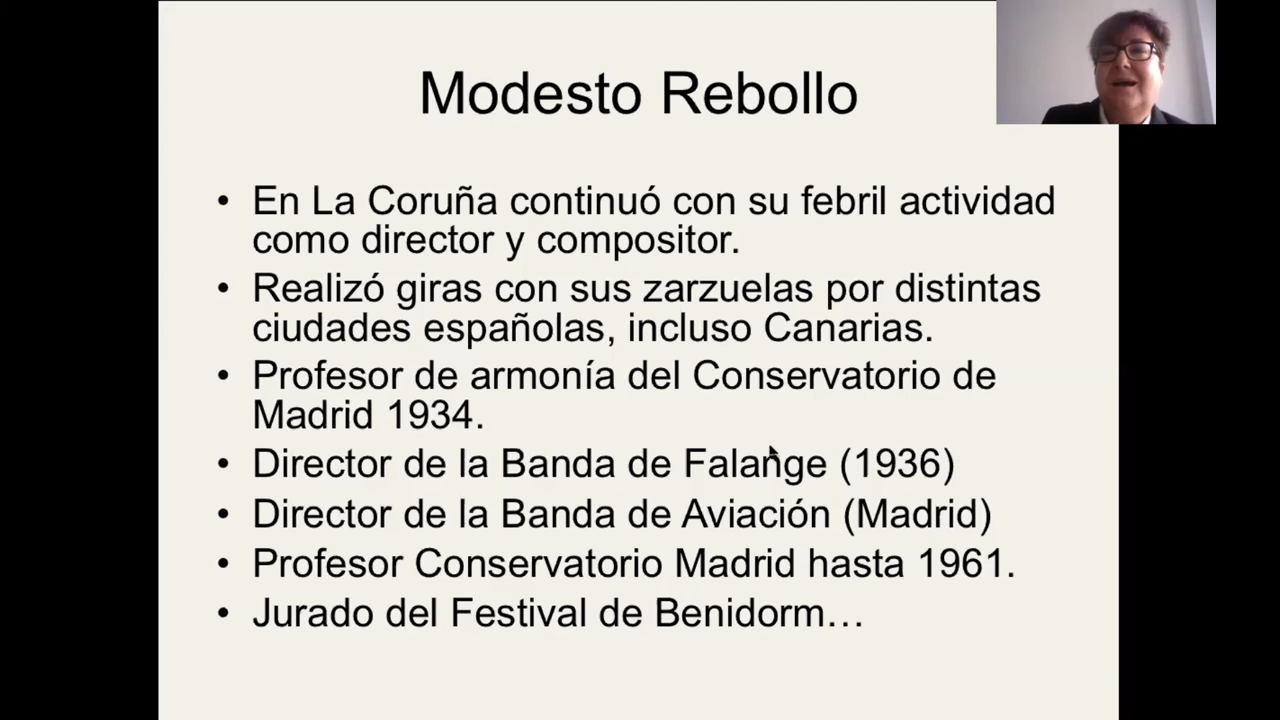 Modesto Rebollo
• En La Coruña continuó con su febril actividad
como director y compositor.
• Realizó giras con sus zarzuelas por distintas
ciudades españolas, incluso Canarias.
• Profesor de armonía del Conservatorio de
Madrid 1934.
• Director de la Banda de Falange (1936)
• Director de la Banda de Aviación (Madrid)
• Profesor Conservatorio Madrid hasta 1961.
• Jurado del Festival de Benidorm…